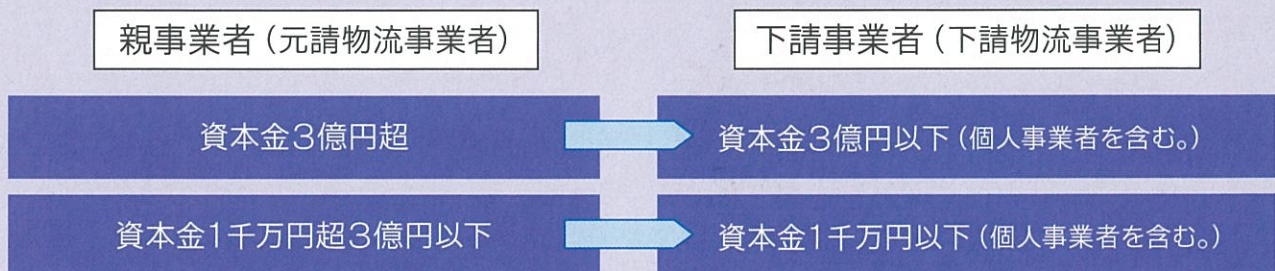 親事業者（元請物流事業者）
下請事業者（下請物流事業者）
資本金3億円超
資本金3億円以下（個人事業者を含む。）
資本金1千万円超3億円以下
資本金1千万円以下（個人事業者を含む。）